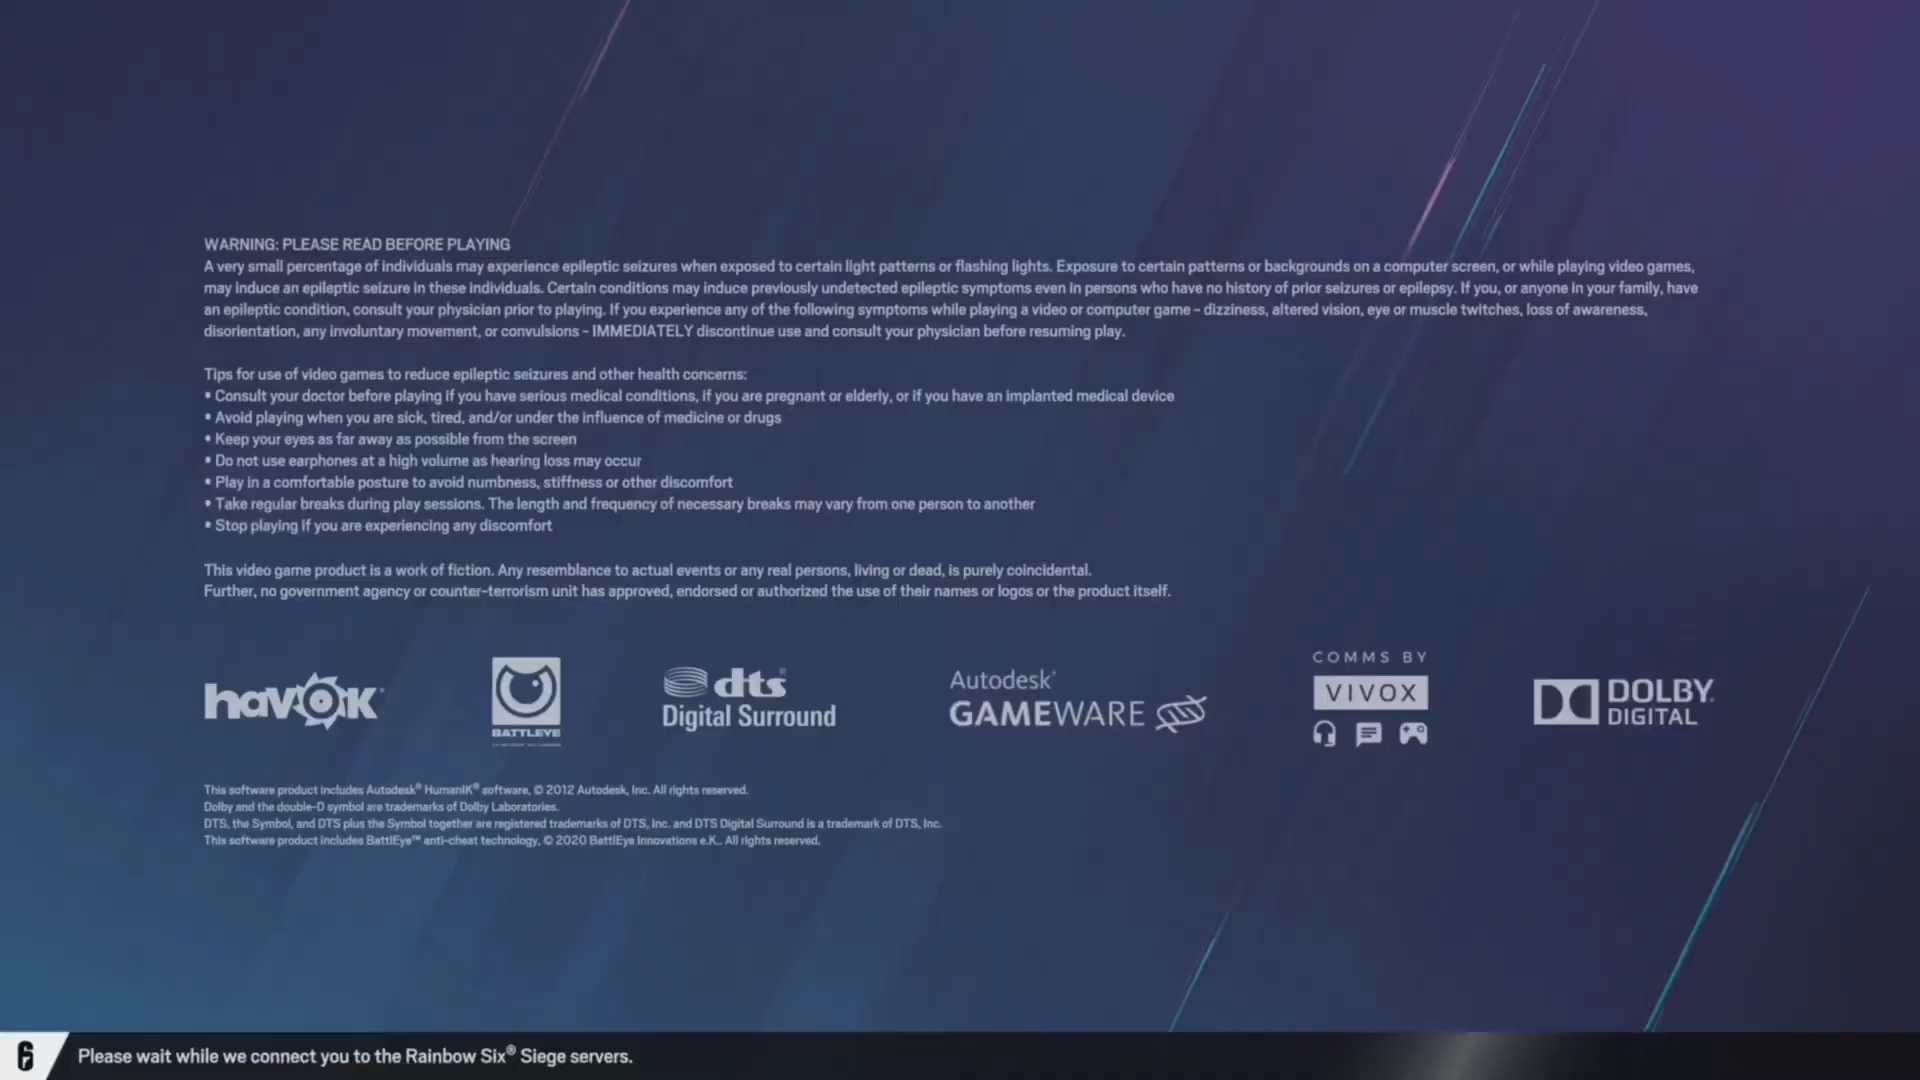 WARNING: PLEASE READ BEFORE PLAYING
A very small percentage of individuals may experience epileptic seizures when exposed to certain light patterns or flashing lights. Exposure to certain patterns or backgrounds on a computer screen, or while playing video games,
may induce an epileptic seizure in these individuals. Certain conditions may induce previously undetected epileptic symptoms even in persons who have no history of prior seizures or epilepsy. If you, or anyone in your family, have
an epileptic condition, consult your physician prior to playing. If you experience any of the following symptoms while playing a video or computer game - dizziness, altered vision, eye or muscle twitches, loss of awareness,
disorientation, any involuntary movement, or convulsions - IMMEDIATELY discontinue use and consult your physician before resuming play.
Tips for use of video games to reduce epileptic seizures and other health concerns:
• Consult your doctor before playing if you have serious medical conditions, if you are pregnant or elderly, or if you have an implanted medical device
• Avoid playing when you are sick, tired, and/or under the influence of medicine or drugs
• Keep your eyes as far away as possible from the screen
• Do not use earphones at a high volume as hearing loss may occur
• Play in a comfortable posture to avoid numbness, stiffness or other discomfort
• Take regular breaks during play sessions. The length and frequency of necessary breaks may vary from one person to another
• Stop playing if you are experiencing any discomfort
This video game product is a work of fiction. Any resemblance to actual events or any real persons, living or dead, is purely coincidental.
Further, no government agency or counter-terrorism unit has approved, endorsed or authorized the use of their names or logos or the product itself.
havok
BATTLEYE
dts®
Digital Surround
Autodesk®
GAMEWARE
COMMS BY
VIVOX
DOLBY®
DIGITAL
This software product includes Autodesk® HumanIK® software, © 2012 Autodesk, Inc. All rights reserved.
Dolby and the double-D symbol are trademarks of Dolby Laboratories.
DTS, the Symbol, and DTS plus the Symbol together are registered trademarks of DTS, Inc. and DTS Digital Surround is a trademark of DTS, Inc.
This software product includes BattlEye™ anti-cheat technology, © 2020 BattlEye Innovations e.K.. All rights reserved.
6 Please wait while we connect you to the Rainbow Six® Siege servers.